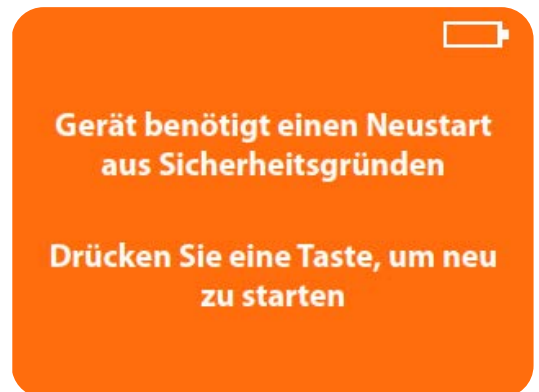 Gerät benötigt einen Neustart
aus Sicherheitsgründen
Drücken Sie eine Taste, um neu
zu starten